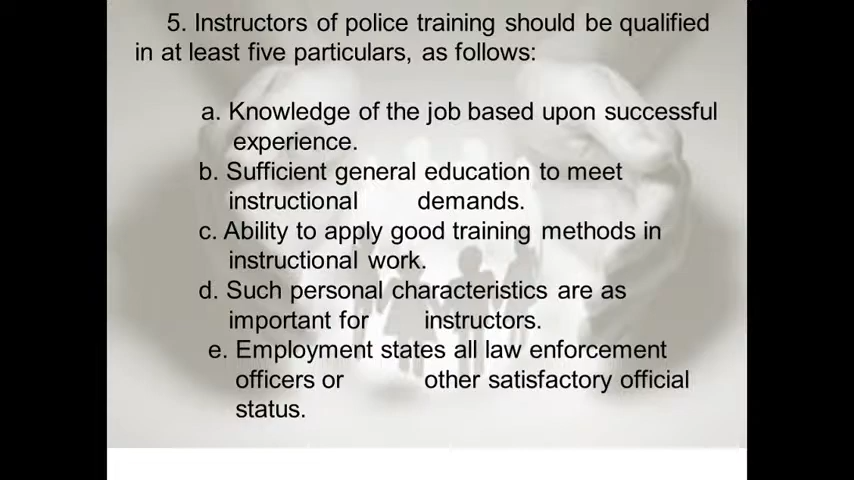 5. Instructors of police training should be qualified
in at least five particulars, as follows:
a. Knowledge of the job based upon successful
experience.
b. Sufficient general education to meet
instructional demands.
c. Ability to apply good training methods in
instructional work.
d. Such personal characteristics are as
important for instructors.
e. Employment states all law enforcement
officers or other satisfactory official
status.